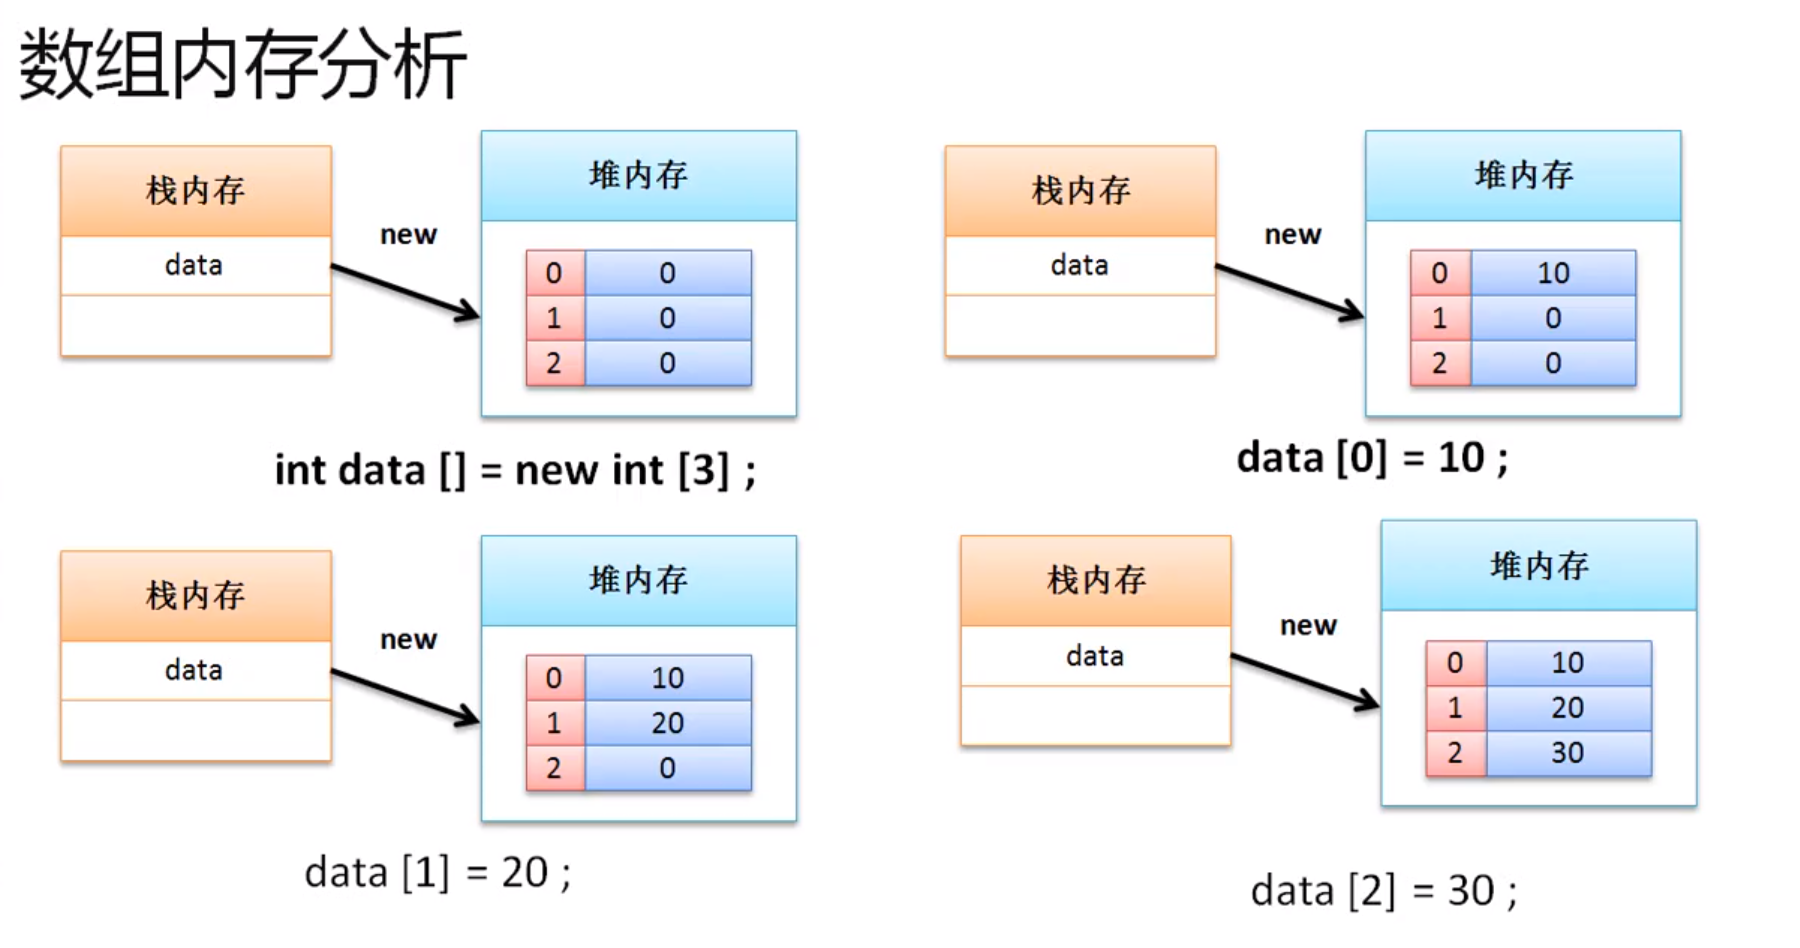 数组内存分析
栈内存
data
new
堆内存
0 0
1 0
2 0
int data [] = new int [3] ;
栈内存
data
new
堆内存
0 10
1 0
2 0
data [0] = 10 ;
栈内存
data
new
堆内存
0 10
1 20
2 0
data [1] = 20 ;
栈内存
data
new
堆内存
0 10
1 20
2 30
data [2] = 30 ;